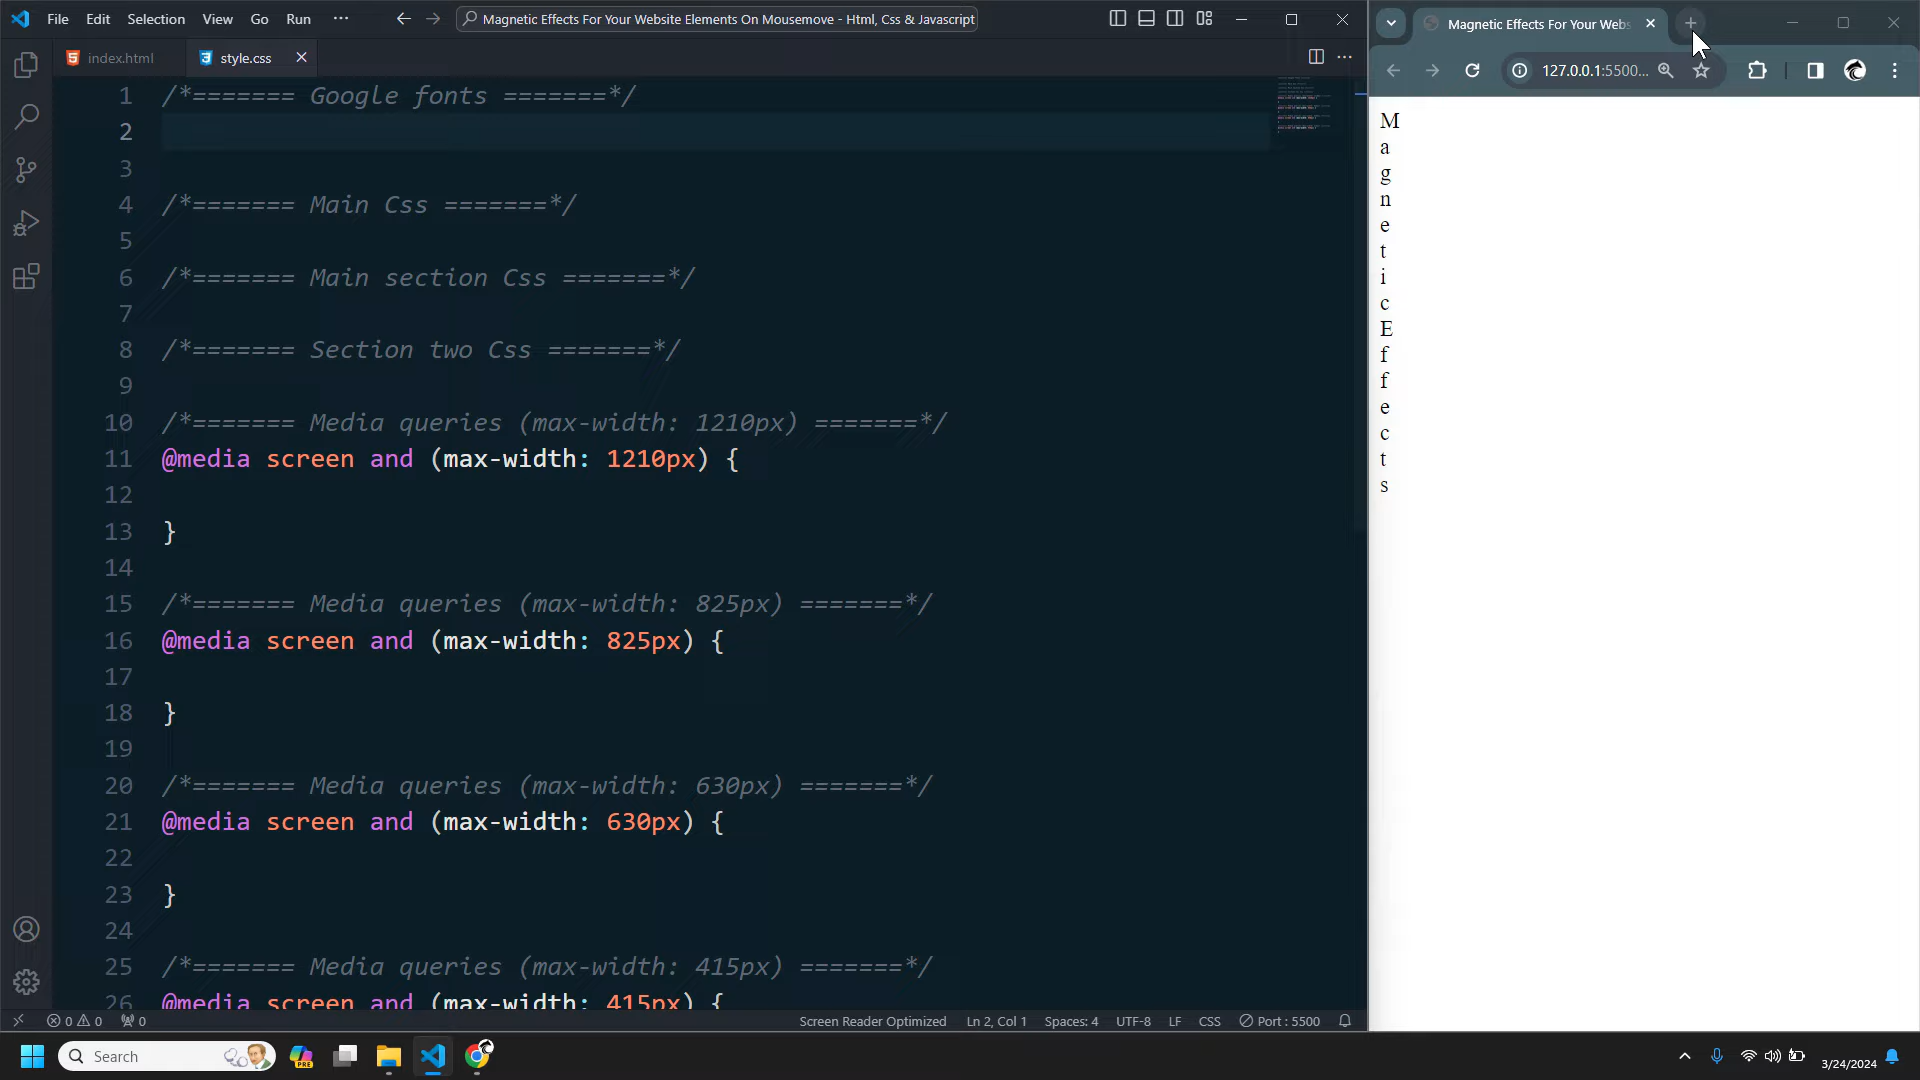 File Edit Selection View Go Run ··· Magnetic Effects For Your Website Elements On Mousemove - Html, Css & Javascript
index.html style.css
1 /*======= Google fonts =======*/
2
3
4 /*======= Main Css =======*/
5
6 /*======= Main section Css =======*/
7
8 /*======= Section two Css =======*/
9
10 /*======= Media queries (max-width: 1210px) =======*/
11 @media screen and (max-width: 1210px) {
12
13 }
14
15 /*======= Media queries (max-width: 825px) =======*/
16 @media screen and (max-width: 825px) {
17
18 }
19
20 /*======= Media queries (max-width: 630px) =======*/
21 @media screen and (max-width: 630px) {
22
23 }
24
25 /*======= Media queries (max-width: 415px) =======*/
26 @media screen and (max-width: 415px) {
0 0 0 Screen Reader Optimized Ln 2, Col 1 Spaces: 4 UTF-8 LF CSS Port : 5500
Magnetic Effects For Your Webs
127.0.0.1:5500...
M
a
g
n
e
t
i
c
E
f
f
e
c
t
s
Search PRE 3/24/2024